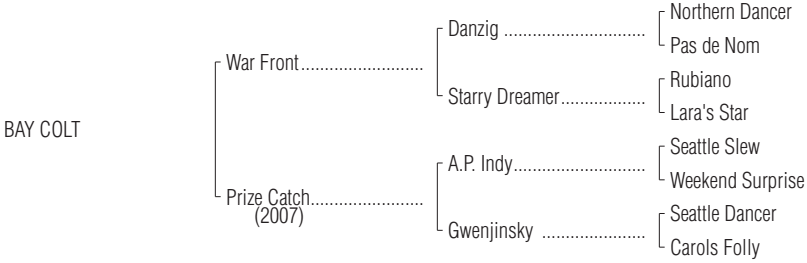 Northern Dancer
Danzig ..............................
Pas de Nom
War Front..........................
Rubiano
Starry Dreamer..................
Lara's Star
BAY COLT
Seattle Slew
A.P. Indy............................
Weekend Surprise
Prize Catch........................
(2007)
Seattle Dancer
Gwenjinsky ......................
Carols Folly